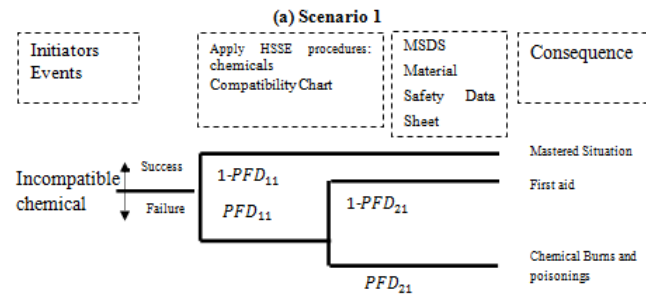 (a) Scenario 1
Initiators
Events
Apply HSSE procedures:
chemicals
Compatibility Chart
MSDS
Material
Safety Data
Sheet
Consequence
Incompatible
chemical
Success
Failure
1-PFD₁₁
PFD₁₁
1-PFD₂₁
PFD₂₁
Mastered Situation
First aid
Chemical Burns and
poisonings